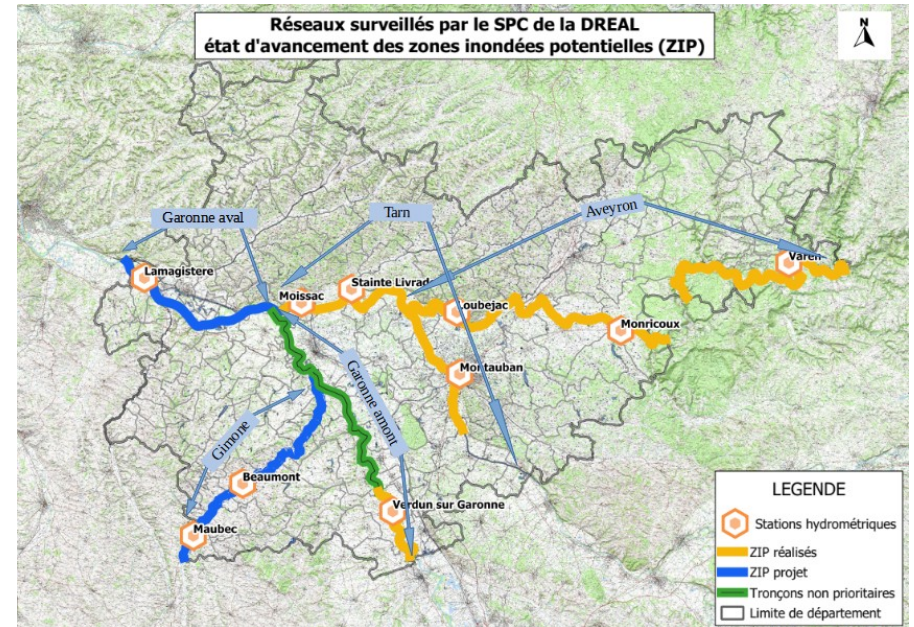 Réseaux surveillés par le SPC de la DREAL
état d'avancement des zones inondées potentielles (ZIP)
N
Garonne aval
Tarn
Aveyron
Lamagistere
Moissac
Stainte Livrad
Loubejac
Varen
Monricoux
Montauban
Garonne amont
Gimone
Beaumont
Verdun sur Garonne
Maubec
LEGENDE
Stations hydrométriques
ZIP réalisés
ZIP projet
Tronçons non prioritaires
Limite de département